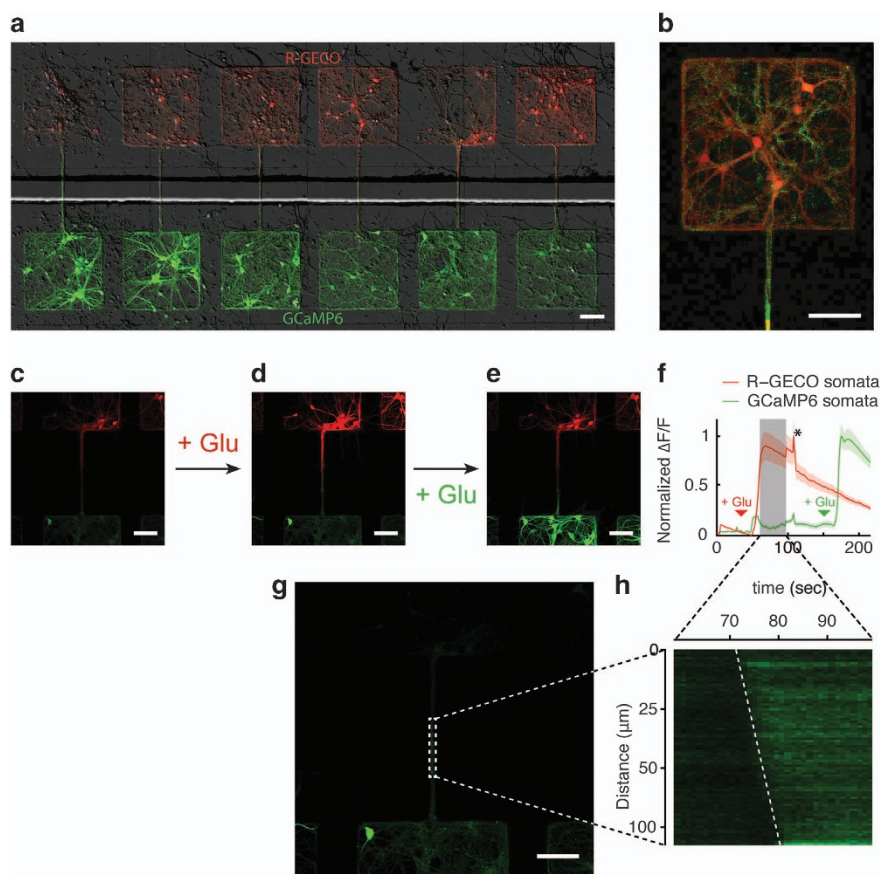 a
b
R-GECO
GCaMP6
c
d
e
f
+ Glu
+ Glu
R−GECO somata
GCaMP6 somata
Normalized ΔF/F
1
0.5
0
*
+ Glu
+ Glu
0
100
200
time (sec)
g
h
70
80
90
0
25
50
75
100
Distance (µm)